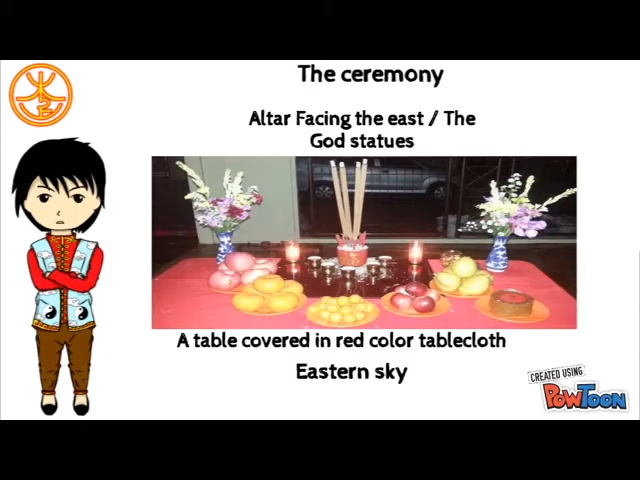 The ceremony
Altar Facing the east / The
God statues
A table covered in red color tablecloth
Eastern sky
CREATED USING
PowToon